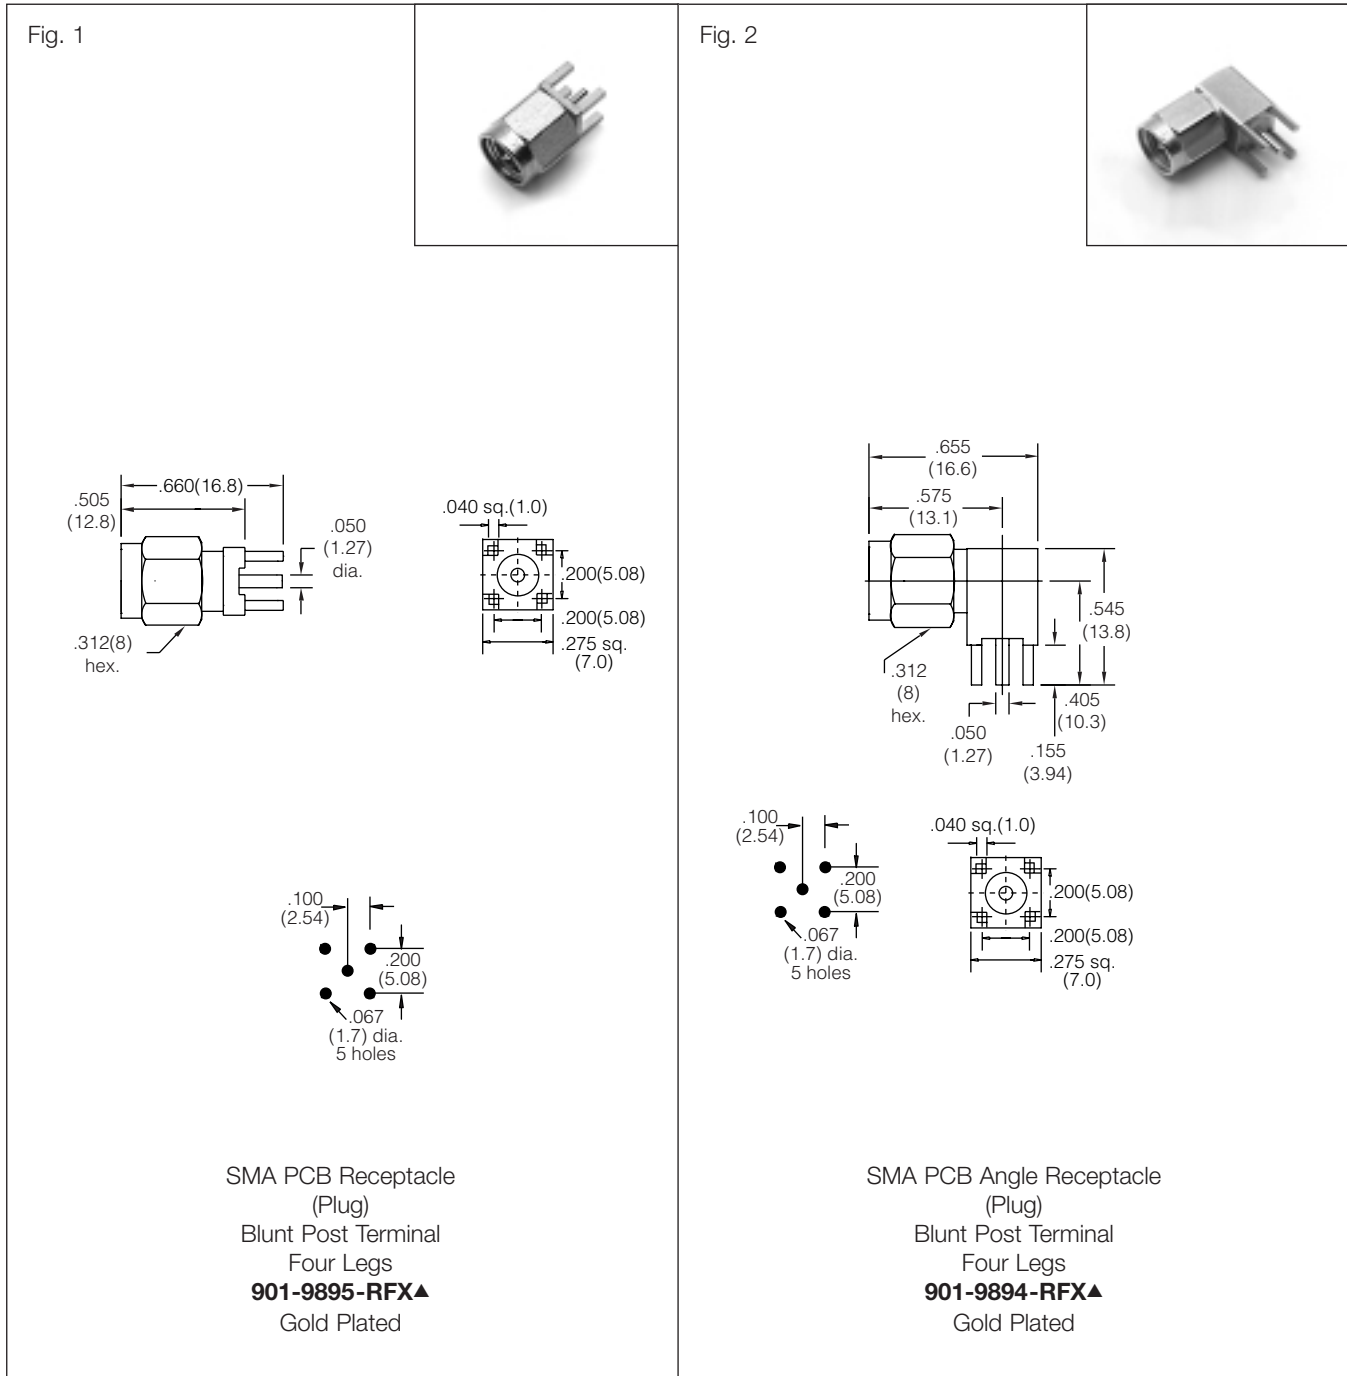 Fig. 1
.660(16.8)
.505
(12.8)
.050
(1.27)
dia.
.312(8)
hex.
.040 sq.(1.0)
.200(5.08)
.200(5.08)
.275 sq.
(7.0)
.100
(2.54)
.200
(5.08)
.067
(1.7) dia.
5 holes
SMA PCB Receptacle
(Plug)
Blunt Post Terminal
Four Legs
901-9895-RFX▲
Gold Plated
Fig. 2
.655
(16.6)
.575
(13.1)
.545
(13.8)
.312
(8)
hex.
.405
(10.3)
.050
(1.27)
.155
(3.94)
.100
(2.54)
.200
(5.08)
.067
(1.7) dia.
5 holes
.040 sq.(1.0)
.200(5.08)
.200(5.08)
.275 sq.
(7.0)
SMA PCB Angle Receptacle
(Plug)
Blunt Post Terminal
Four Legs
901-9894-RFX▲
Gold Plated